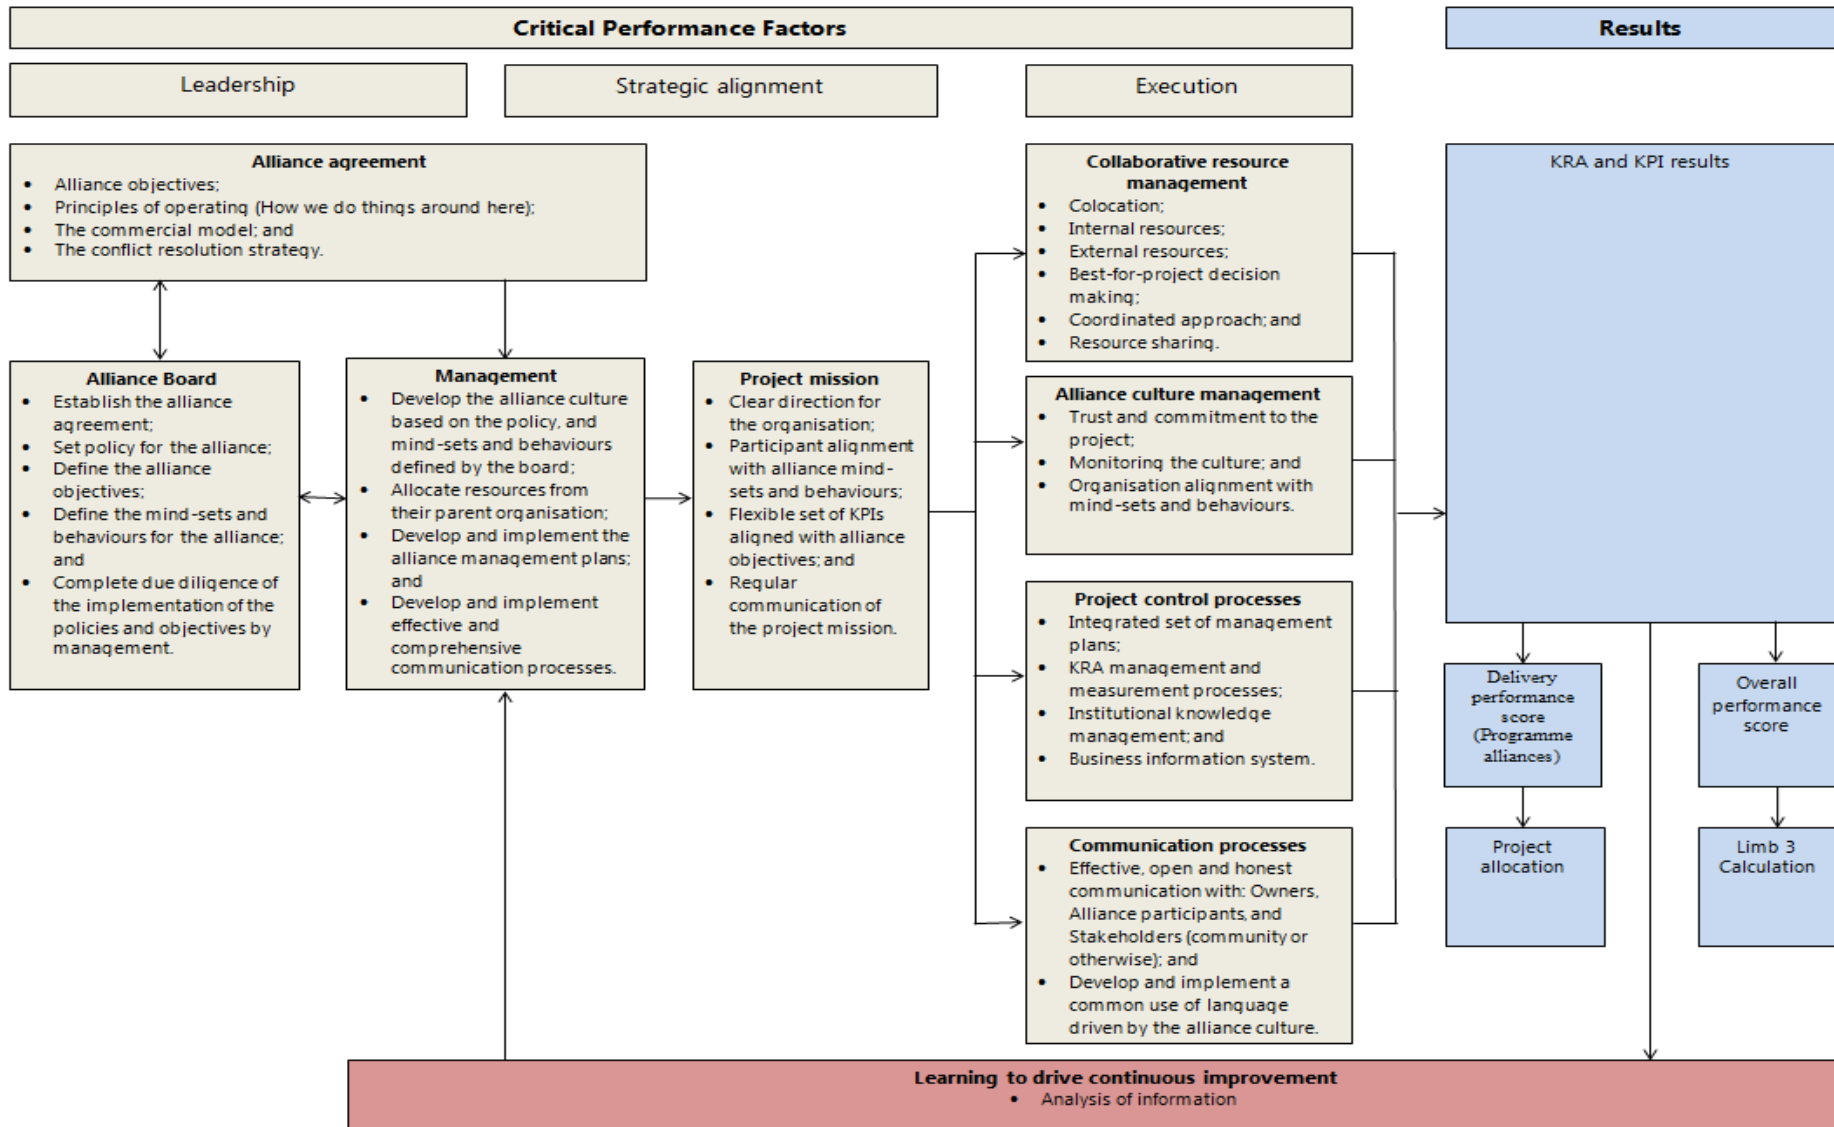 Critical Performance Factors
Results
Leadership
Strategic alignment
Execution
Alliance agreement
• Alliance objectives;
• Principles of operating (How we do things around here);
• The commercial model; and
• The conflict resolution strategy.
Alliance Board
• Establish the alliance
agreement;
• Set policy for the alliance;
• Define the alliance
objectives;
• Define the mind-sets and
behaviours for the alliance;
and
• Complete due diligence of
the implementation of the
policies and objectives by
management.
Management
• Develop the alliance culture
based on the policy, and
mind-sets and behaviours
defined by the board;
• Allocate resources from
their parent organisation;
• Develop and implement the
alliance management plans;
and
• Develop and implement
effective and
comprehensive
communication processes.
Project mission
• Clear direction for
the organisation;
• Participant alignment
with alliance mind-
sets and behaviours;
• Flexible set of KPIs
aligned with alliance
objectives; and
• Regular
communication of
the project mission.
Collaborative resource
management
• Colocation;
• Internal resources;
• External resources;
• Best-for-project decision
making;
• Coordinated approach; and
• Resource sharing.
Alliance culture management
• Trust and commitment to the
project;
• Monitoring the culture; and
• Organisation alignment with
mind-sets and behaviours.
Project control processes
• Integrated set of management
plans;
• KRA management and
measurement processes;
• Institutional knowledge
management; and
• Business information system.
Communication processes
• Effective, open and honest
communication with: Owners,
Alliance participants, and
Stakeholders (community or
otherwise); and
• Develop and implement a
common use of language
driven by the alliance culture.
KRA and KPI results
Delivery
performance
score
(Programme
alliances)
Overall
performance
score
Project
allocation
Limb 3
Calculation
Learning to drive continuous improvement
• Analysis of information